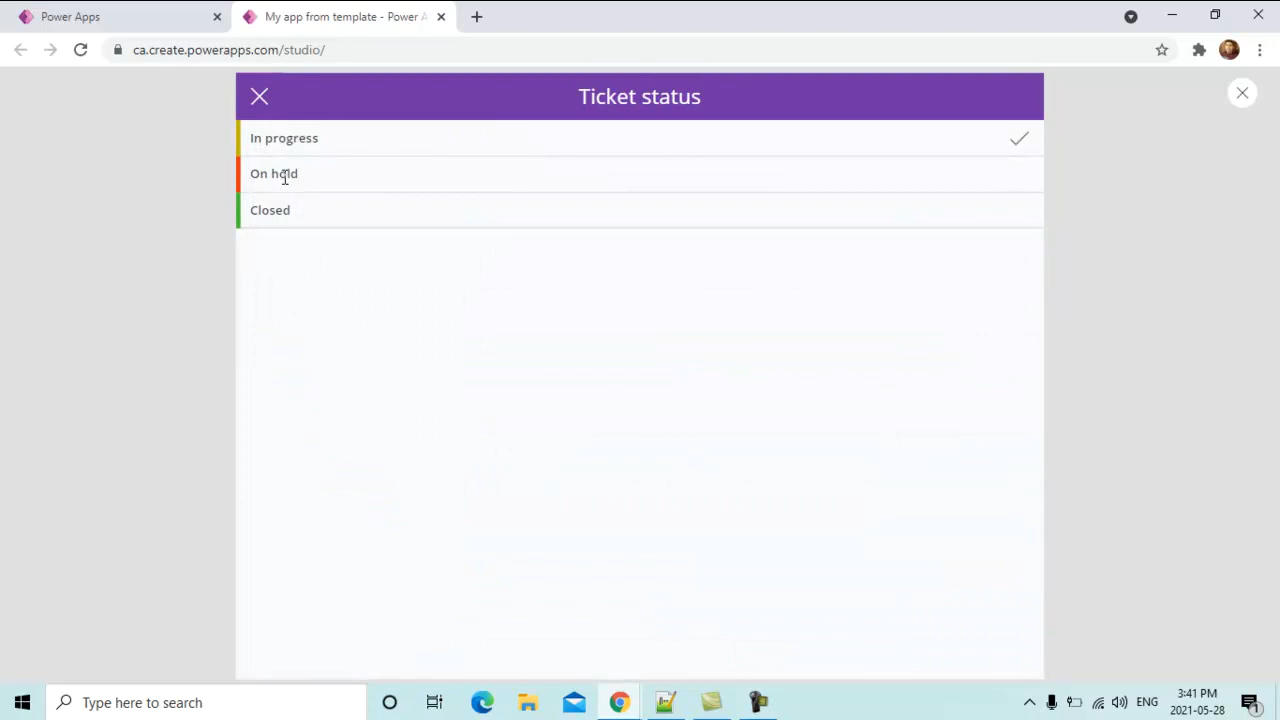 Power Apps
My app from template - Power A
ca.create.powerapps.com/studio/
Ticket status
In progress
On hold
Closed
Type here to search
ENG
3:41 PM
2021-05-28
1